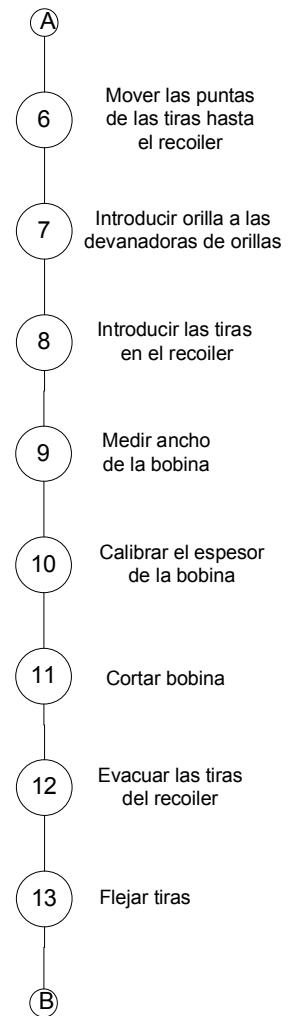 A
6
Mover las puntas
de las tiras hasta
el recoiler
7
Introducir orilla a las
devanadoras de orillas
8
Introducir las tiras
en el recoiler
9
Medir ancho
de la bobina
10
Calibrar el espesor
de la bobina
11
Cortar bobina
12
Evacuar las tiras
del recoiler
13
Flejar tiras
B